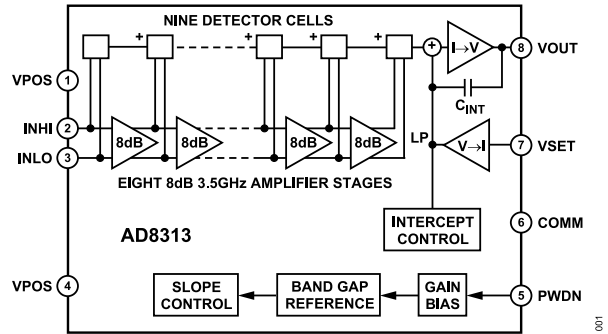 NINE DETECTOR CELLS
+ + + +
+ I→V 8 VOUT
VPOS 1
C_INT
INHI 2
8dB 8dB 8dB 8dB
LP
INLO 3
V→I 7 VSET
EIGHT 8dB 3.5GHz AMPLIFIER STAGES
INTERCEPT
CONTROL
6 COMM
AD8313
VPOS 4
SLOPE
CONTROL
BAND GAP
REFERENCE
GAIN
BIAS
5 PWDN
001